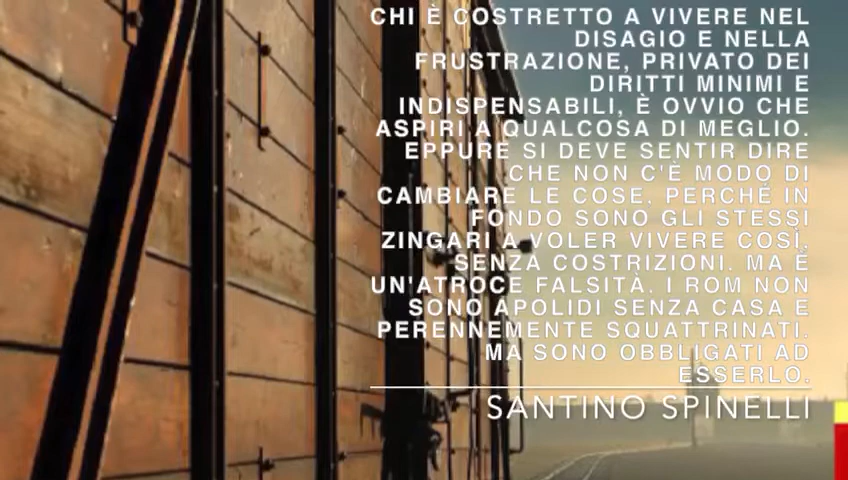 CHI È COSTRETTO A VIVERE NEL
DISAGIO E NELLA
FRUSTRAZIONE, PRIVATO DEI
DIRITTI MINIMI E
INDISPENSABILI, È OVVIO CHE
ASPIRI A QUALCOSA DI MEGLIO.
EPPURE SI DEVE SENTIR DIRE
CHE NON C'È MODO DI
CAMBIARE LE COSE. PERCHÉ IN
FONDO SONO GLI STESSI
ZINGARI A VOLER VIVERE COSÌ,
SENZA COSTRIZIONI. MA È
UN'ATROCE FALSITÀ. I ROM NON
SONO APOLIDI SENZA CASA E
PERENNEMENTE SQUATTRINATI.
MA SONO OBBLIGATI AD
ESSERLO.
SANTINO SPINELLI